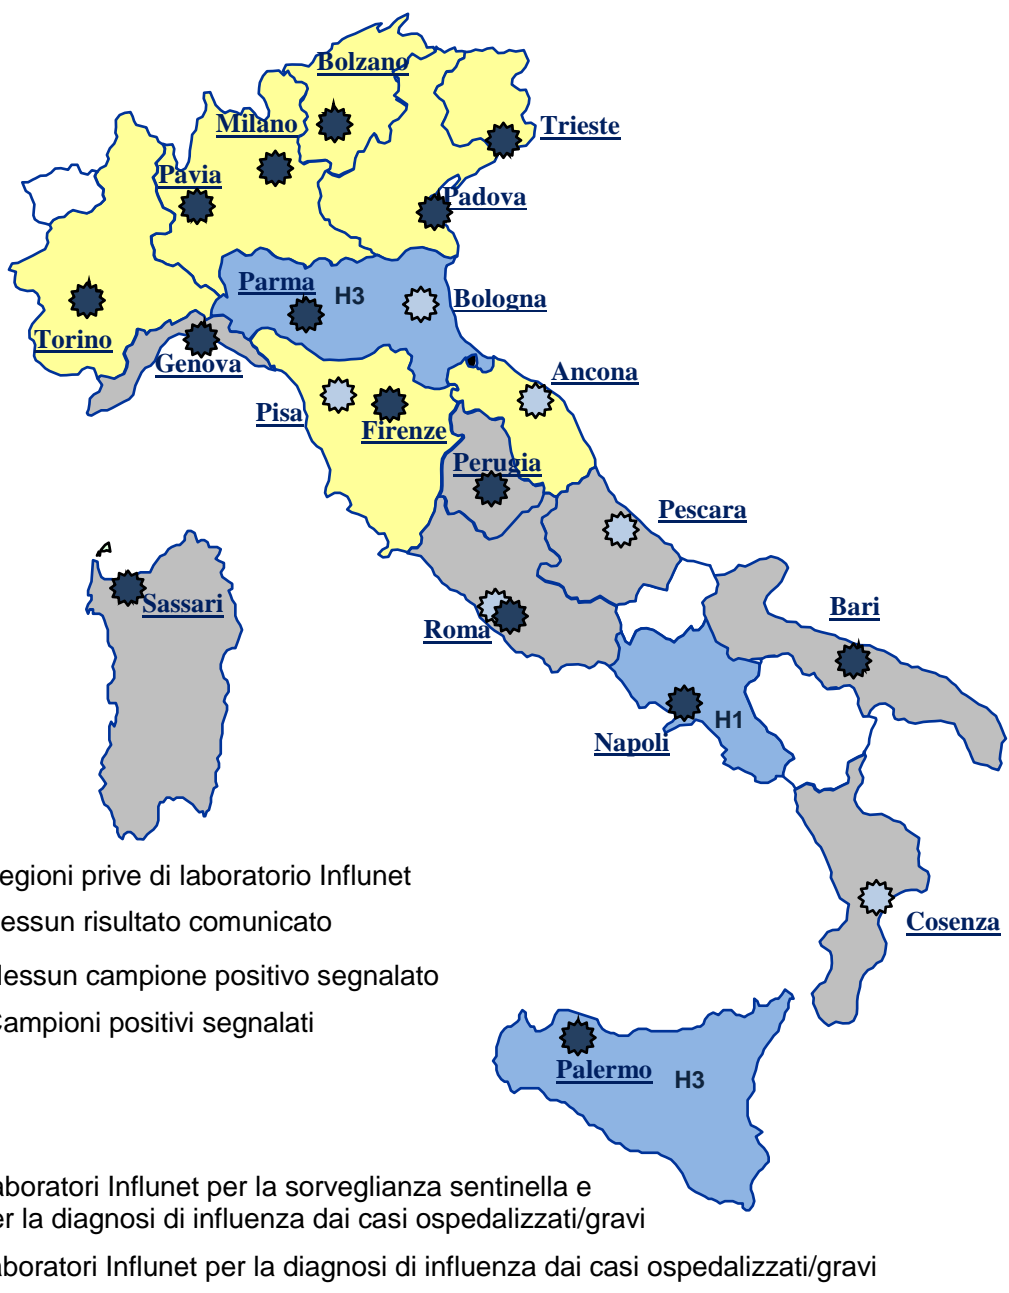 Bolzano
Milano
Trieste
Pavia
Padova
Parma
H3
Bologna
Torino
Genova
Ancona
Pisa
Firenze
Perugia
Pescara
Sassari
Roma
Bari
Napoli
H1
egioni prive di laboratorio Influnet
Cosenza
essun risultato comunicato
essun campione positivo segnalato
Campioni positivi segnalati
Palermo
H3
aboratori Influnet per la sorveglianza sentinella e
er la diagnosi di influenza dai casi ospedalizzati/gravi
aboratori Influnet per la diagnosi di influenza dai casi ospedalizzati/gravi